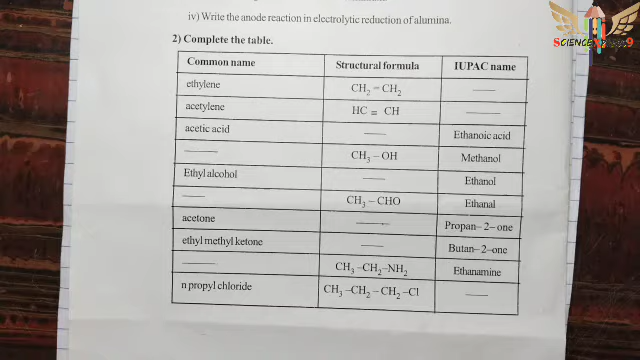 iv) Write the anode reaction in electrolytic reduction of alumina.
2) Complete the table.
Common name Structural formula IUPAC name
ethylene CH₂ = CH₂ ——
acetylene HC ≡ CH ——
acetic acid —— Ethanoic acid
—— CH₃ – OH Methanol
Ethyl alcohol —— Ethanol
—— CH₃ – CHO Ethanal
acetone —— Propan– 2– one
ethyl methyl ketone —— Butan– 2–one
—— CH₃ –CH₂ –NH₂ Ethanamine
n propyl chloride CH₃ –CH₂ – CH₂ –Cl ——